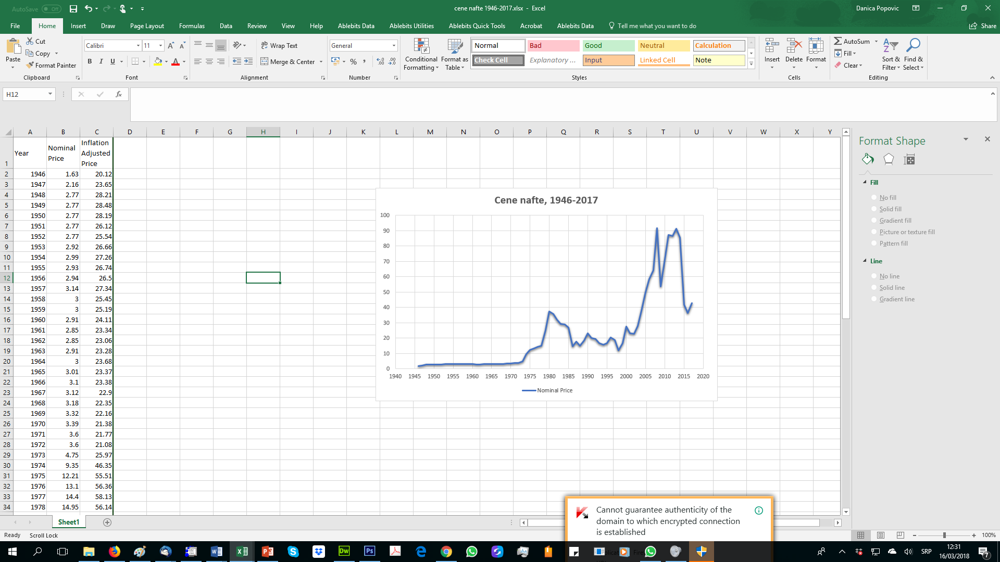 AutoSave Off
cene nafte 1946-2017.xlsx - Excel
Danica Popovic
File Home Insert Draw Page Layout Formulas Data Review View Help Ablebits Data Ablebits Utilities Ablebits Quick Tools Acrobat Ablebits Data Tell me what you want to do Share
Paste
Cut
Copy
Format Painter
Clipboard
Calibri 11
B I U
Font
Wrap Text
Merge & Center
Alignment
General
Number
Conditional Formatting
Format as Table
Normal Bad Good Neutral Calculation
Check Cell Explanatory ... Input Linked Cell Note
Styles
Insert Delete Format
Cells
AutoSum
Fill
Clear
Sort & Filter
Find & Select
Editing
H12
fx
A B C D E F G H I J K L M N O P Q R S T U V W X Y
1 Year Nominal Price Inflation Adjusted Price
2 1946 1.63 20.12
3 1947 2.16 23.65
4 1948 2.77 28.21
5 1949 2.77 28.48
6 1950 2.77 28.19
7 1951 2.77 26.12
8 1952 2.77 25.54
9 1953 2.92 26.66
10 1954 2.99 27.26
11 1955 2.93 26.74
12 1956 2.94 26.5
13 1957 3.14 27.34
14 1958 3 25.45
15 1959 3 25.19
16 1960 2.91 24.11
17 1961 2.85 23.34
18 1962 2.85 23.06
19 1963 2.91 23.28
20 1964 3 23.68
21 1965 3.01 23.37
22 1966 3.1 23.38
23 1967 3.12 22.9
24 1968 3.18 22.35
25 1969 3.32 22.16
26 1970 3.39 21.38
27 1971 3.6 21.77
28 1972 3.6 21.08
29 1973 4.75 25.97
30 1974 9.35 46.35
31 1975 12.21 55.51
32 1976 13.1 56.36
33 1977 14.4 58.13
34 1978 14.95 56.14
Cene nafte, 1946-2017
100
90
80
70
60
50
40
30
20
10
0
1940 1945 1950 1955 1960 1965 1970 1975 1980 1985 1990 1995 2000 2005 2010 2015 2020
Nominal Price
Format Shape
Fill
No fill
Solid fill
Gradient fill
Picture or texture fill
Pattern fill
Line
No line
Solid line
Gradient line
Cannot guarantee authenticity of the
domain to which encrypted connection
is established
Sheet1
Ready Scroll Lock
100%
SRP
12:31
16/03/2018
7